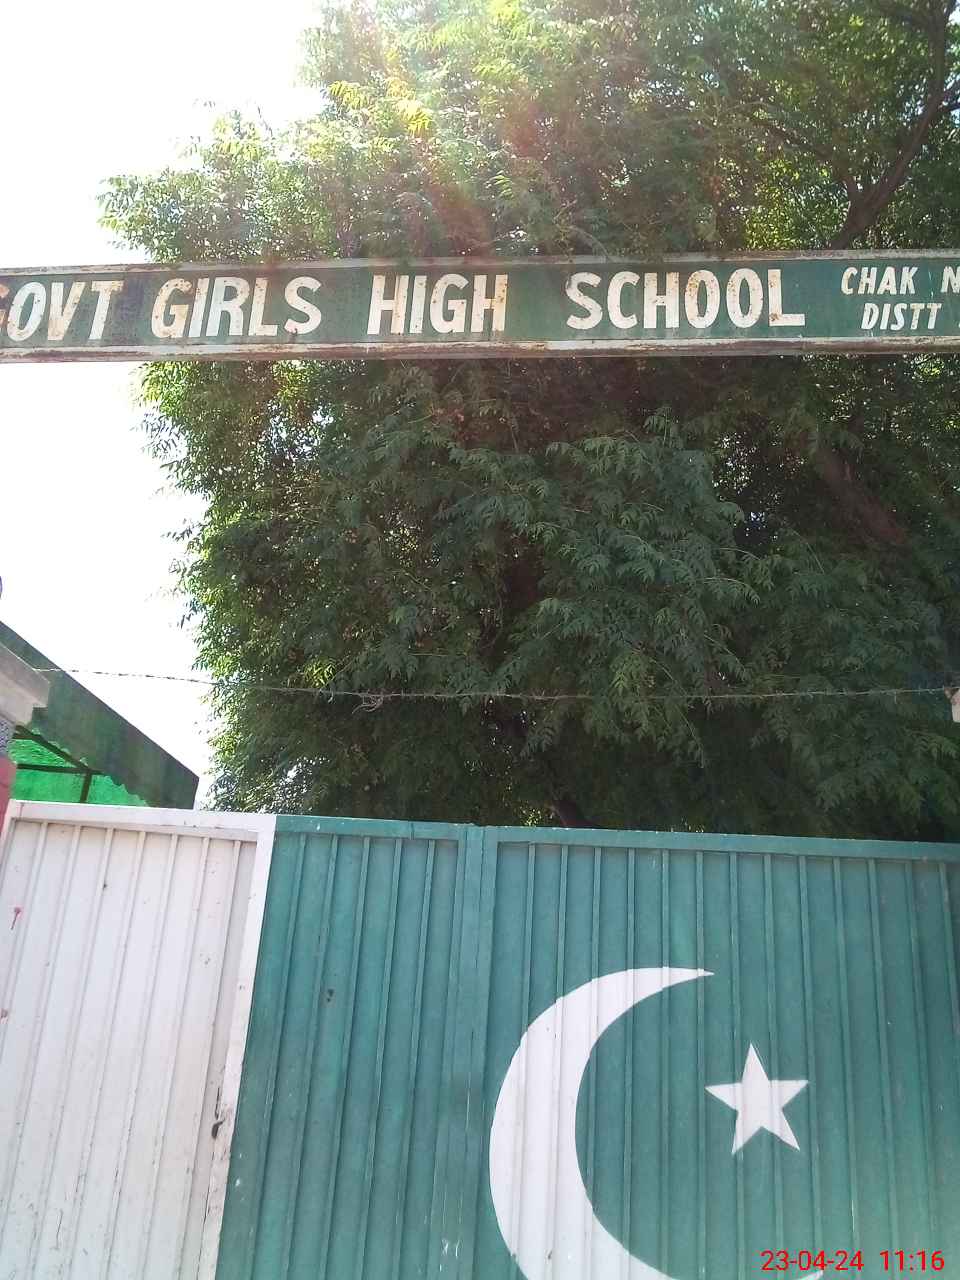 GOVT GIRLS HIGH SCHOOL
CHAK
DISTT
23-04-24 11:16